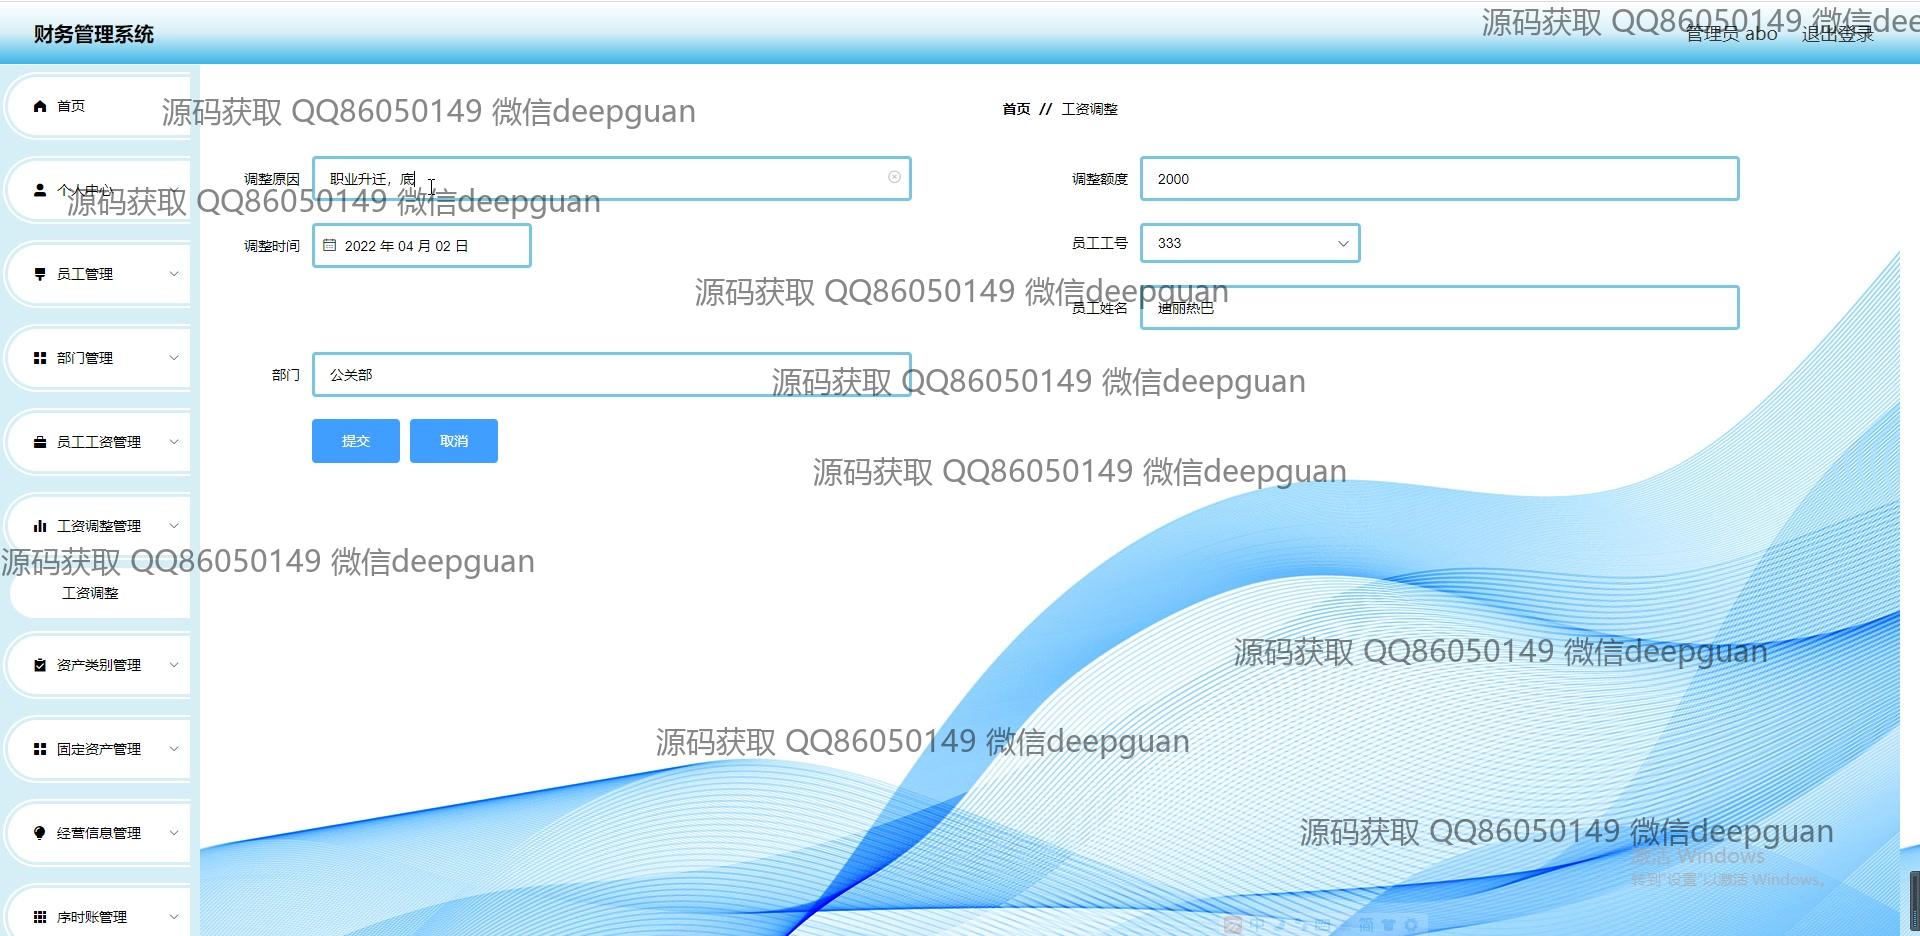 财务管理系统
源码获取 QQ86050149 微信dee
管理员 abo
退出登录
首页
源码获取 QQ86050149 微信deepguan
首页 // 工资调整
个人中心
源码获取 QQ86050149 微信deepguan
调整原因 职业升迁，底
调整额度 2000
调整时间 2022 年 04 月 02 日
员工工号 333
员工管理
源码获取 QQ86050149 微信deepguan
员工姓名 迪丽热巴
部门管理
部门 公关部
源码获取 QQ86050149 微信deepguan
提交 取消
员工工资管理
源码获取 QQ86050149 微信deepguan
工资调整管理
源码获取 QQ86050149 微信deepguan
工资调整
源码获取 QQ86050149 微信deepguan
资产类别管理
固定资产管理
源码获取 QQ86050149 微信deepguan
经营信息管理
源码获取 QQ86050149 微信deepguan
激活 Windows
转到"设置"以激活 Windows。
序时账管理
中
简